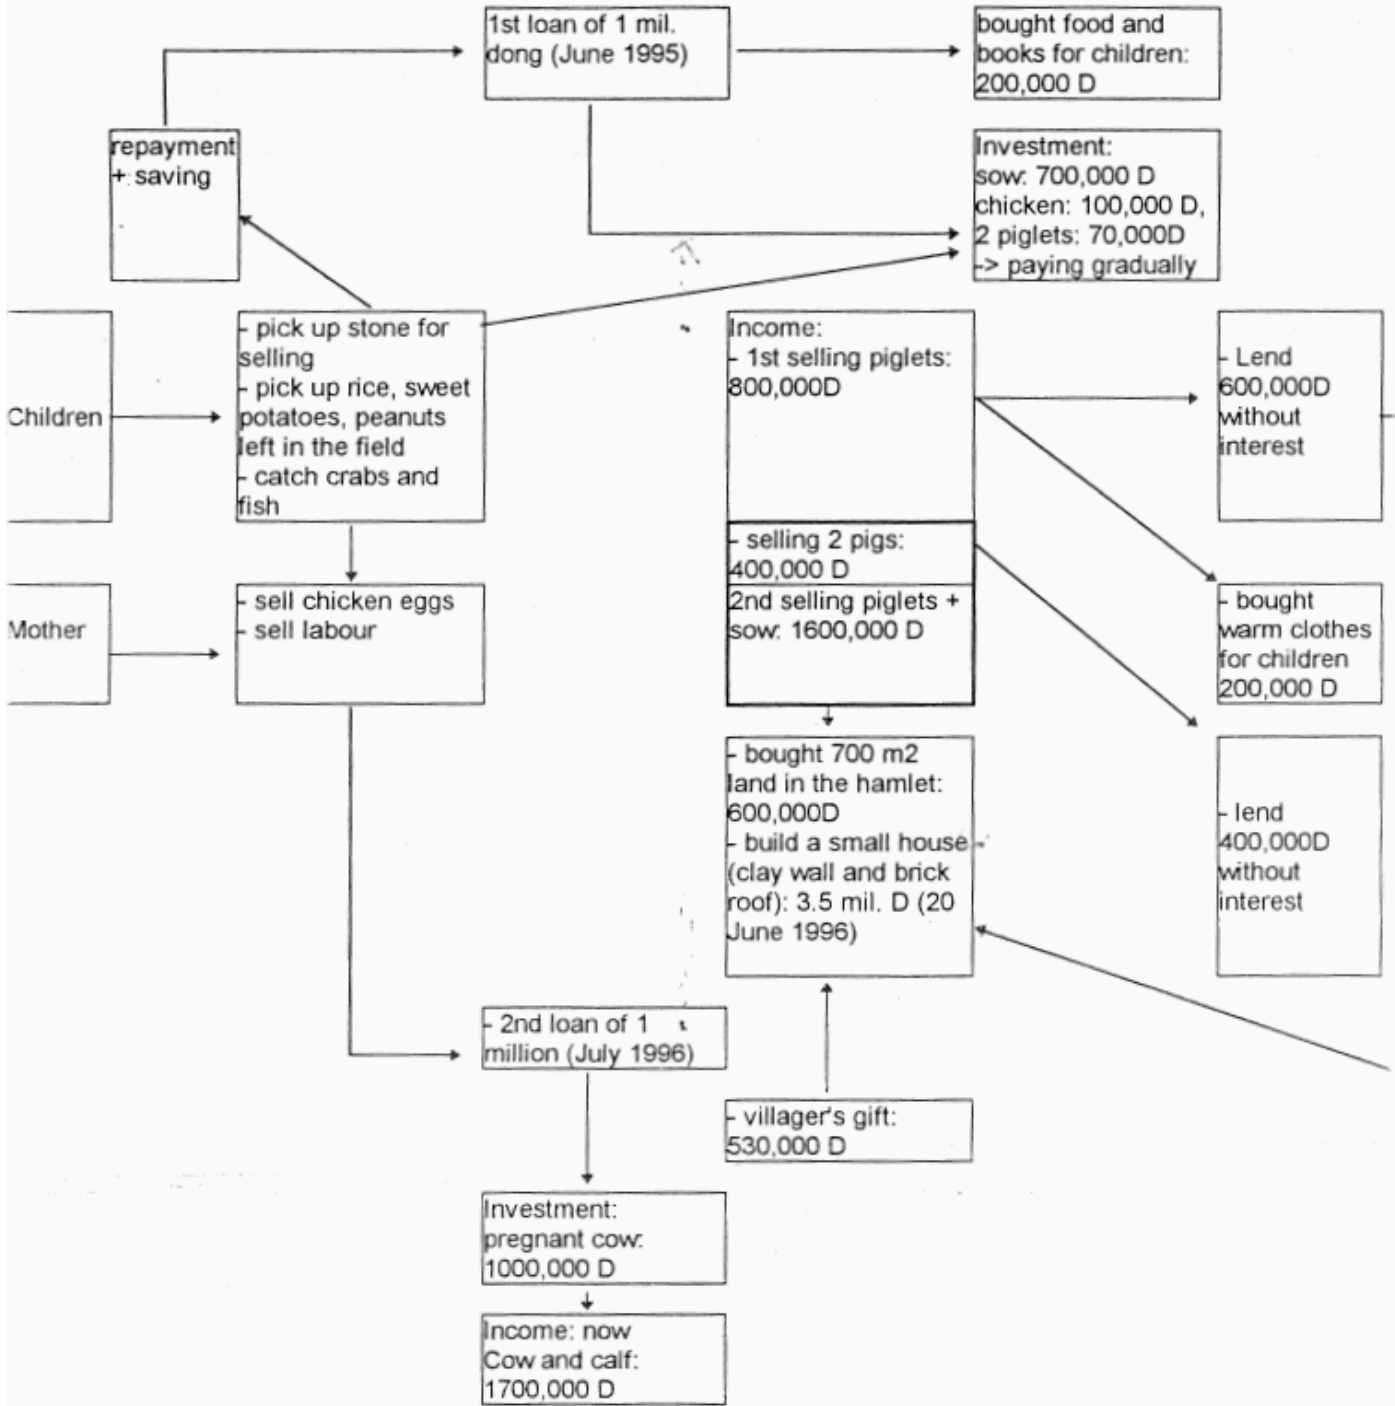 1st loan of 1 mil.
dong (June 1995)
bought food and
books for children:
200,000 D
repayment
+ saving
Investment:
sow: 700,000 D
chicken: 100,000 D,
2 piglets: 70,000D
-> paying gradually
Children
- pick up stone for
selling
- pick up rice, sweet
potatoes, peanuts
left in the field
- catch crabs and
fish
Income:
- 1st selling piglets:
800,000D
- Lend
600,000D
without
interest
- selling 2 pigs:
400,000 D
Mother
- sell chicken eggs
- sell labour
2nd selling piglets +
sow: 1600,000 D
- bought
warm clothes
for children
200,000 D
- bought 700 m2
land in the hamlet:
600,000D
- build a small house
(clay wall and brick
roof): 3.5 mil. D (20
June 1996)
- lend
400,000D
without
interest
- 2nd loan of 1
million (July 1996)
- villager's gift:
530,000 D
Investment:
pregnant cow:
1000,000 D
Income: now
Cow and calf:
1700,000 D